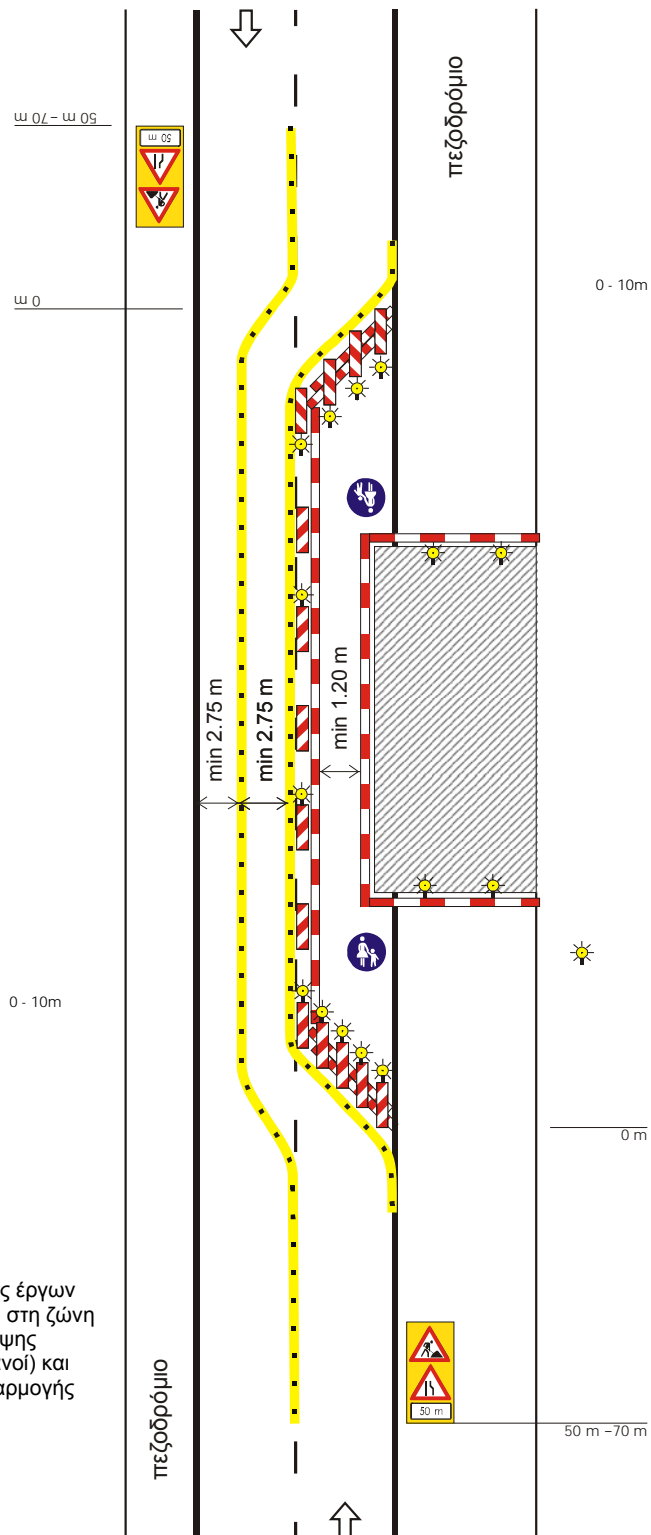 πεζοδρόμιο
50 m –70 m
50 m
0 m
0 - 10m
min 2.75 m
min 2.75 m
min 1.20 m
0 - 10m
0 m
ς έργων
στη ζώνη
ψης
νοί) και
αρμογής
πεζοδρόμιο
50 m
50 m –70 m